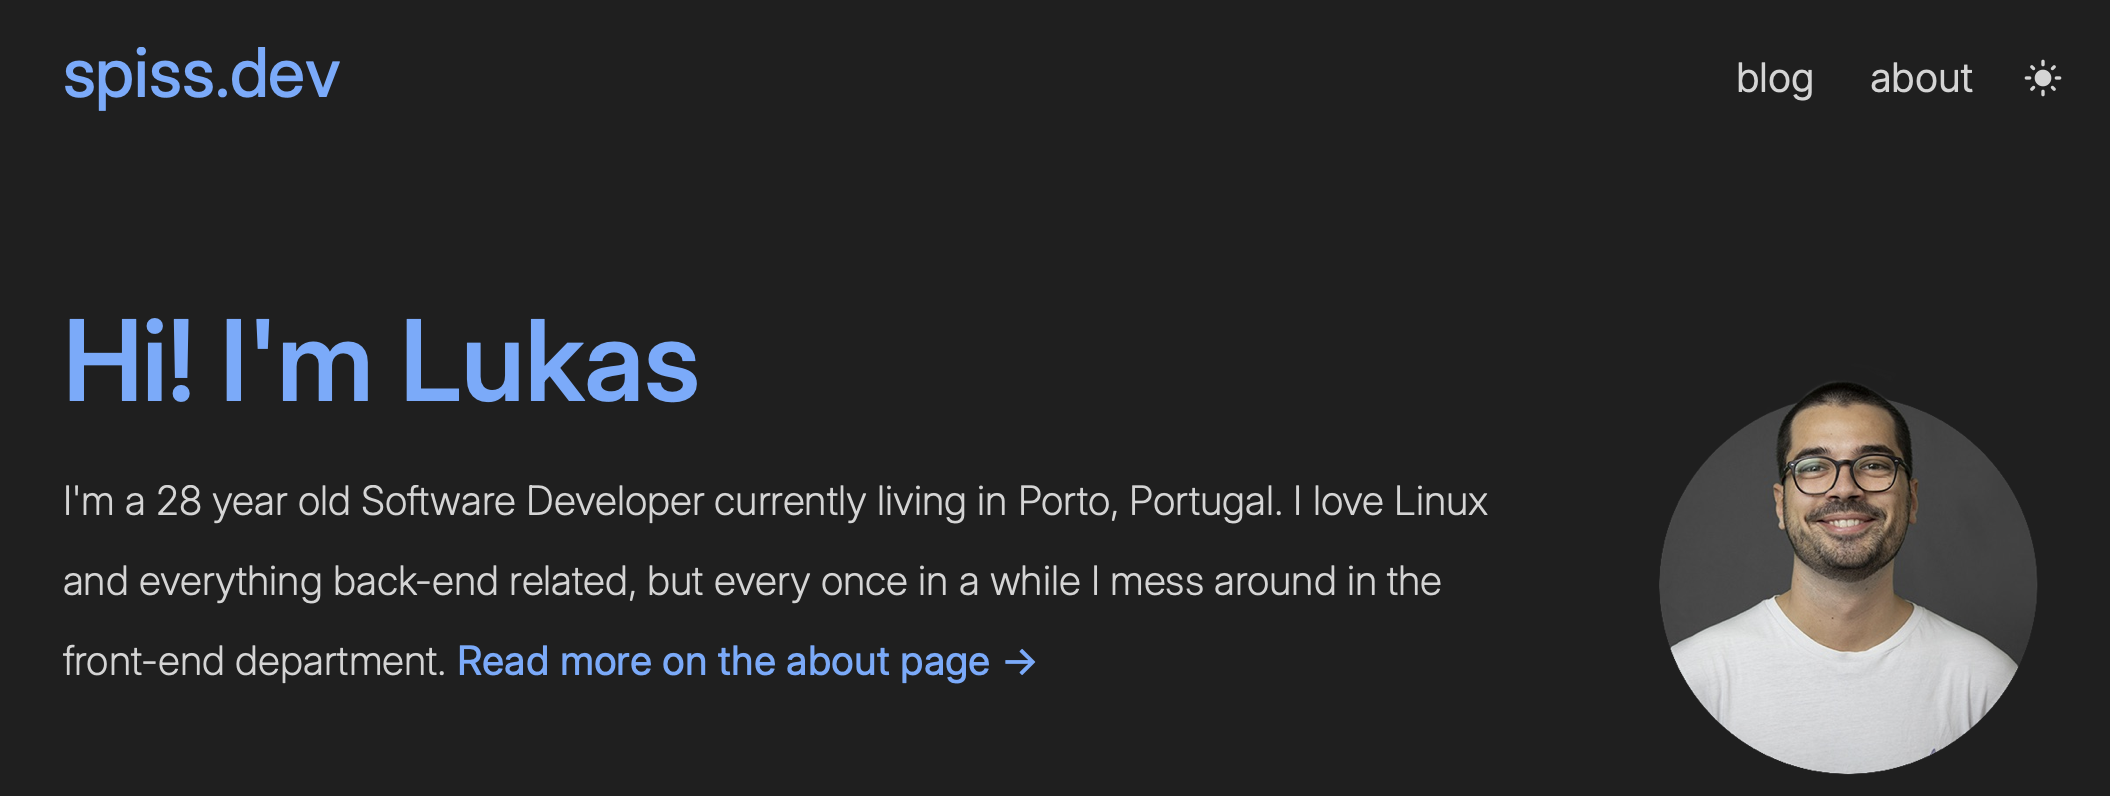 spiss.dev
blog about
Hi! I'm Lukas
I'm a 28 year old Software Developer currently living in Porto, Portugal. I love Linux
and everything back-end related, but every once in a while I mess around in the
front-end department. Read more on the about page →